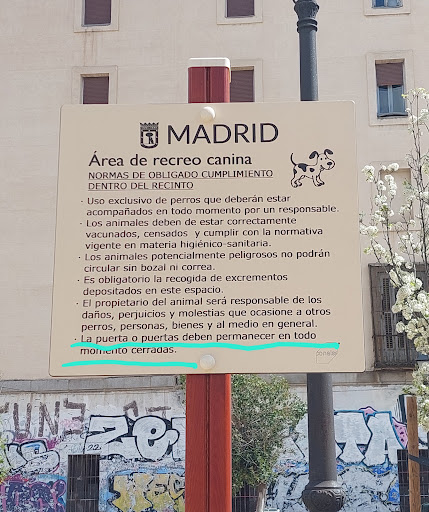 MADRID
Área de recreo canina
NORMAS DE OBLIGADO CUMPLIMIENTO
DENTRO DEL RECINTO
· Uso exclusivo de perros que deberán estar
acompañados en todo momento por un responsable.
· Los animales deben de estar correctamente
vacunados, censados y cumplir con la normativa
vigente en materia higiénico-sanitaria.
· Los animales potencialmente peligrosos no podrán
circular sin bozal ni correa.
· Es obligatorio la recogida de excrementos
depositados en este espacio.
· El propietario del animal será responsable de los
daños, perjuicios y molestias que ocasione a otros
perros, personas, bienes y al medio en general.
· La puerta o puertas deben permanecer en todo
momento cerradas.